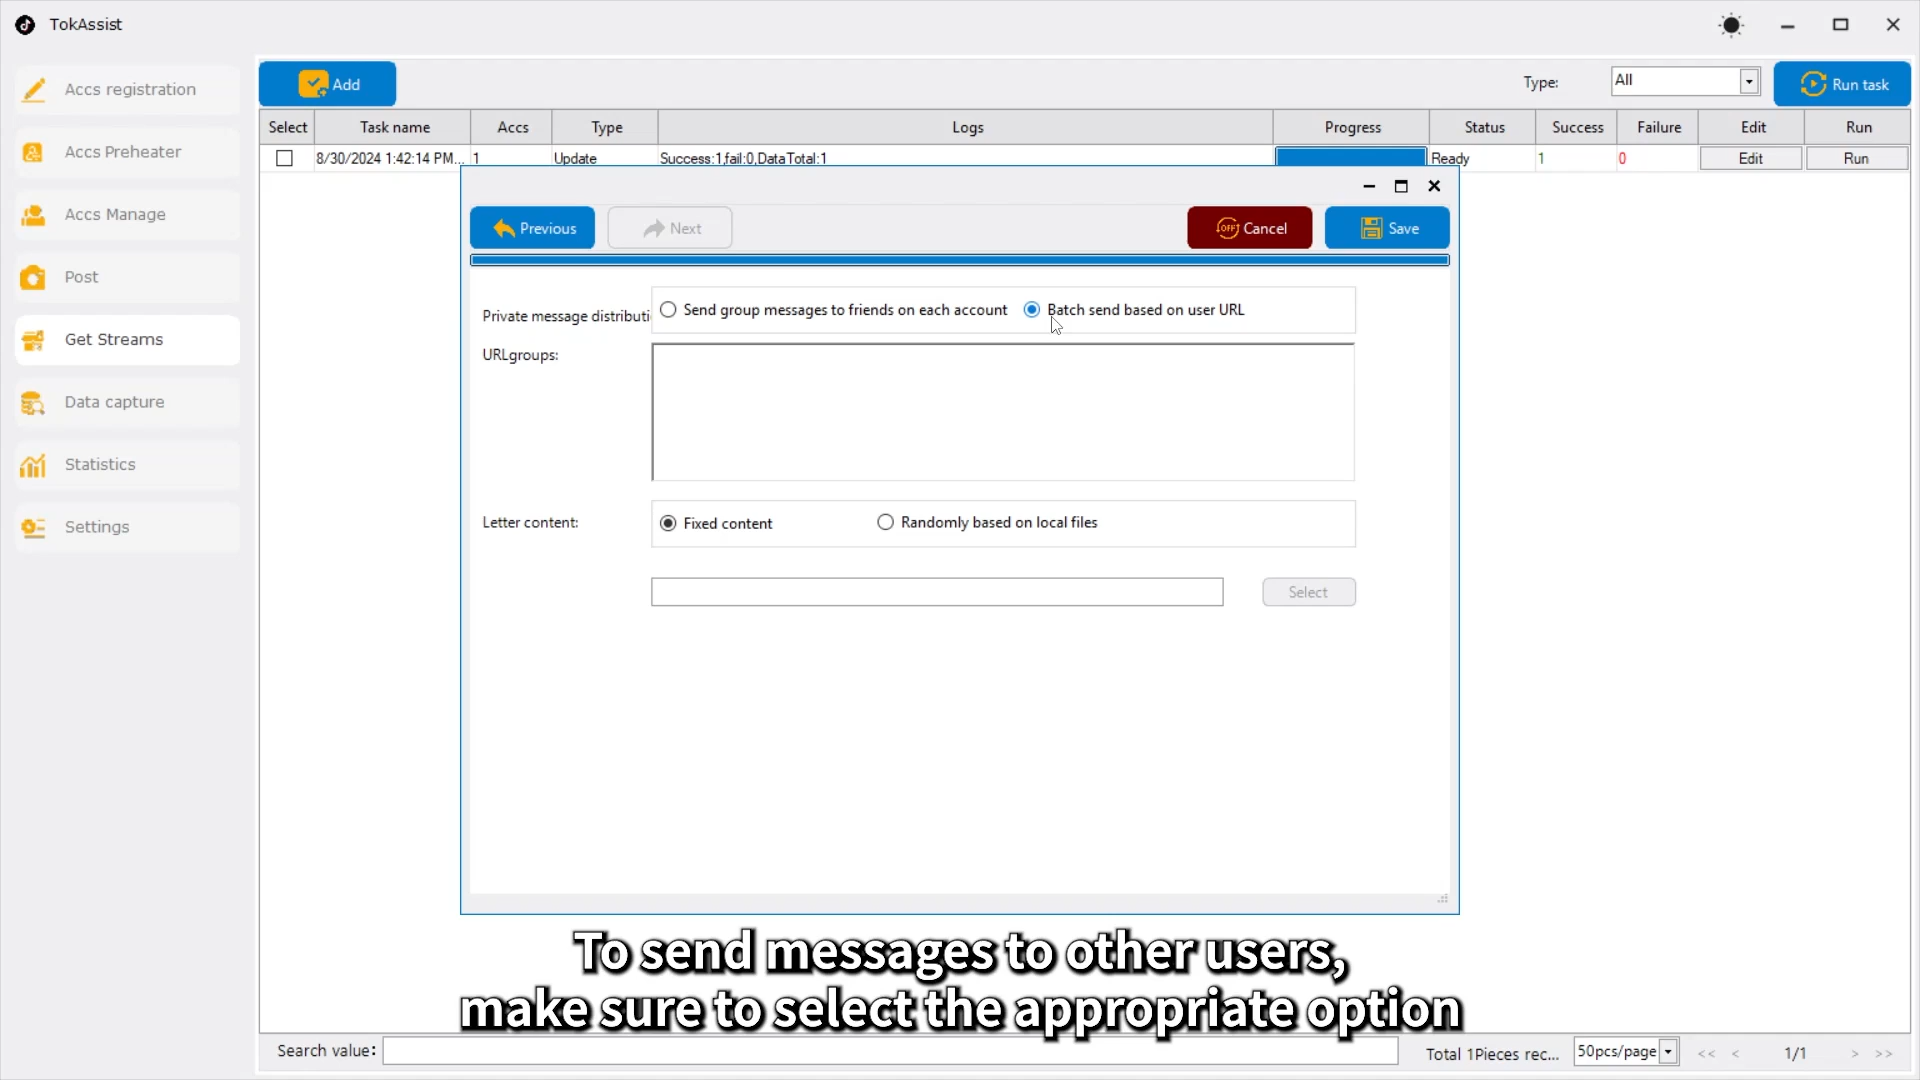 TokAssist
Accs registration
Accs Preheater
Accs Manage
Post
Get Streams
Data capture
Statistics
Settings
Add
Type: All
Run task
Select Task name Accs Type Logs Progress Status Success Failure Edit Run
8/30/2024 1:42:14 PM... 1 Update Success:1,fail:0,DataTotal:1 Ready 1 0 Edit Run
Previous Next Cancel Save
Private message distributi
Send group messages to friends on each account Batch send based on user URL
URLgroups:
Letter content: Fixed content Randomly based on local files
Select
To send messages to other users,
make sure to select the appropriate option
Search value: Total 1Pieces rec... 50pcs/page << < 1/1 > >>